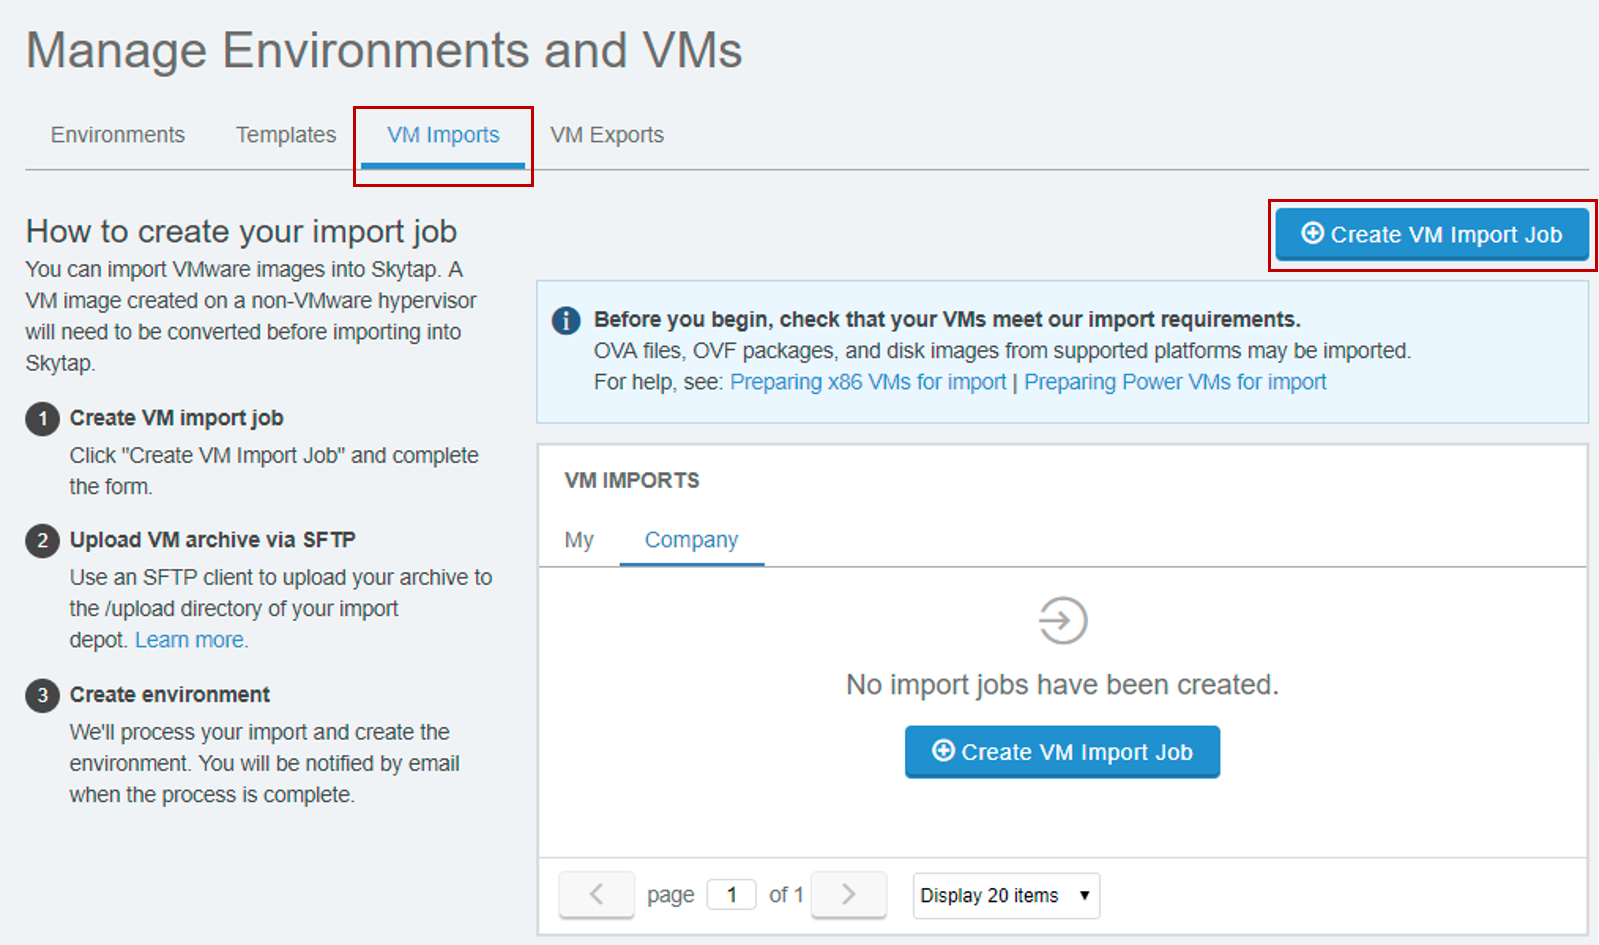 Manage Environments and VMs
Environments
Templates
VM Imports
VM Exports
How to create your import job
You can import VMware images into Skytap. A
VM image created on a non-VMware hypervisor
will need to be converted before importing into
Skytap.
1 Create VM import job
Click "Create VM Import Job" and complete
the form.
2 Upload VM archive via SFTP
Use an SFTP client to upload your archive to
the /upload directory of your import
depot. Learn more.
3 Create environment
We'll process your import and create the
environment. You will be notified by email
when the process is complete.
Create VM Import Job
Before you begin, check that your VMs meet our import requirements.
OVA files, OVF packages, and disk images from supported platforms may be imported.
For help, see: Preparing x86 VMs for import | Preparing Power VMs for import
VM IMPORTS
My
Company
No import jobs have been created.
Create VM Import Job
page 1 of 1
Display 20 items